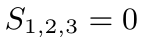 S_{1,2,3} = 0